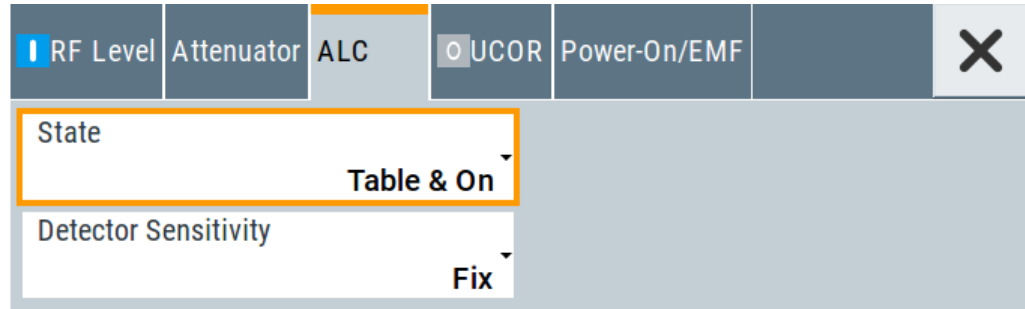 RF Level Attenuator ALC UCOR Power-On/EMF
State
Table & On
Detector Sensitivity
Fix